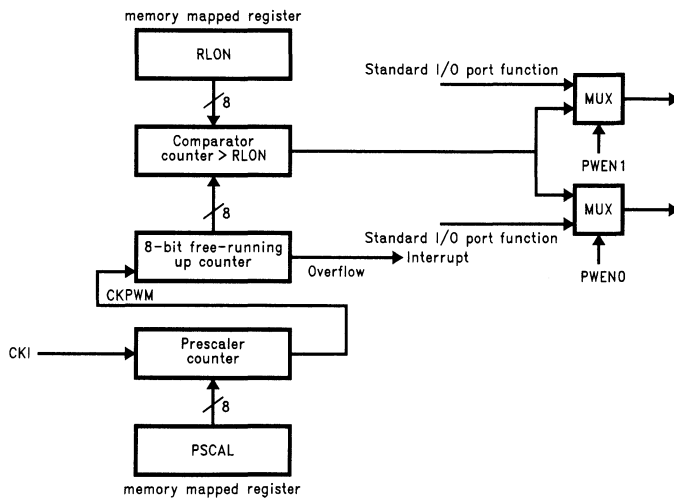 memory mapped register
RLON
8
Standard I/O port function
MUX
Comparator
counter > RLON
PWEN1
8
MUX
8-bit free-running
up counter
Standard I/O port function
Overflow
Interrupt
PWEN0
CKPWM
CKI
Prescaler
counter
8
PSCAL
memory mapped register